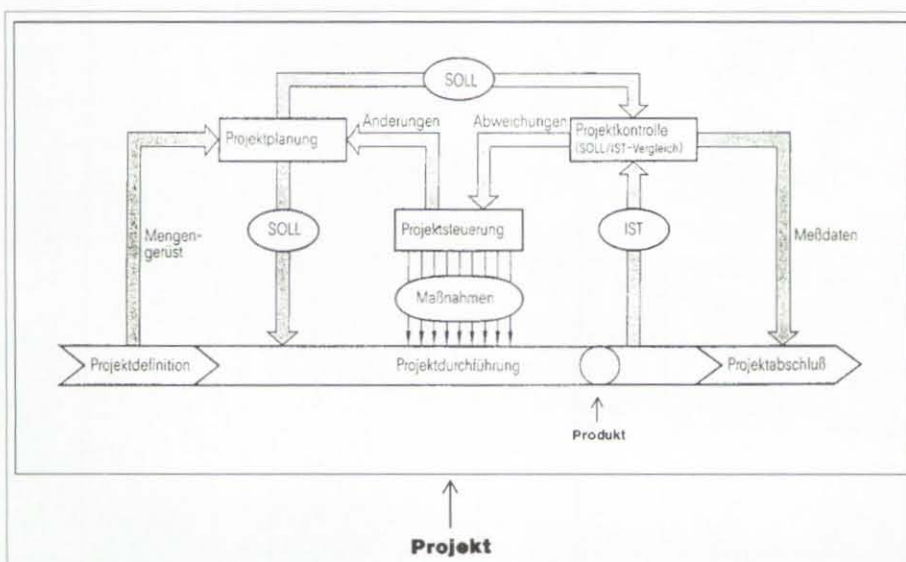 SOLL
Änderungen
Abweichungen
Projektplanung
Projektkontrolle
(SOLL/IST-Vergleich)
Mengen-
gerüst
SOLL
Projektsteuerung
IST
Meßdaten
Maßnahmen
Projektdefinition
Projektdurchführung
Projektabschluß
Produkt
Projekt